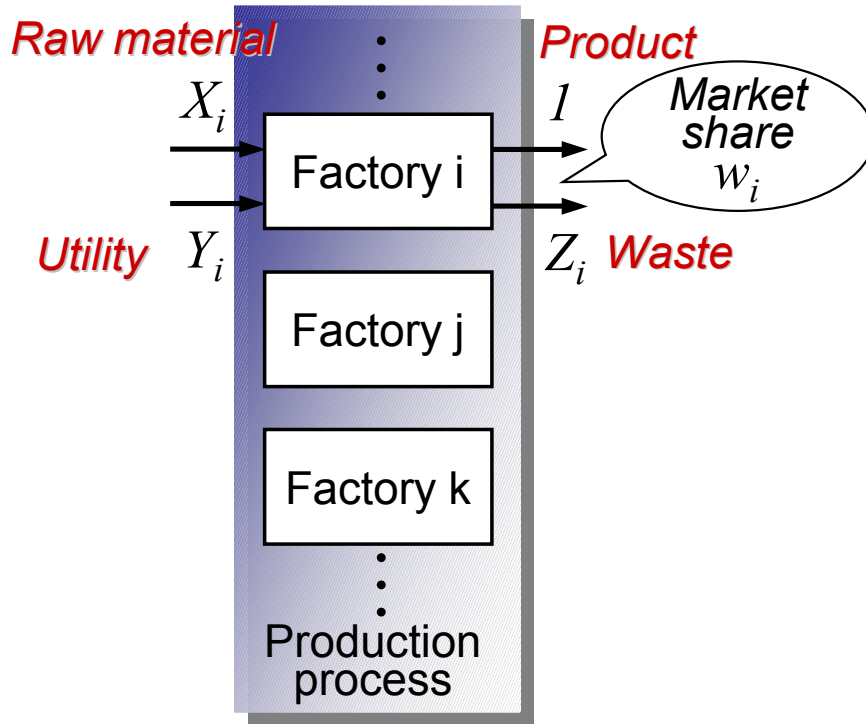 Raw material
Product
X_i
1
Market
share
w_i
Factory i
Utility
Y_i
Z_i
Waste
Factory j
Factory k
Production
process